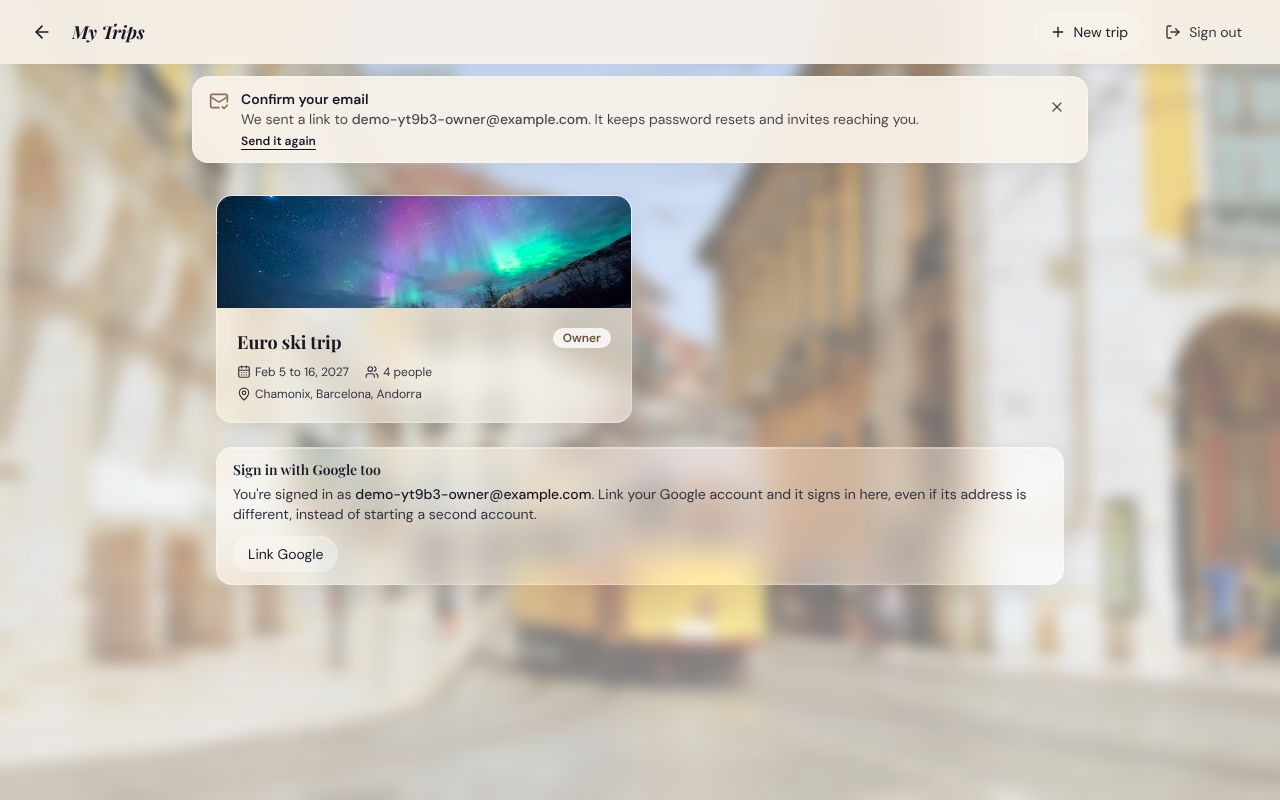 My Trips
New trip
Sign out
Confirm your email
We sent a link to demo-yt9b3-owner@example.com. It keeps password resets and invites reaching you.
Send it again
Euro ski trip
Owner
Feb 5 to 16, 2027
4 people
Chamonix, Barcelona, Andorra
Sign in with Google too
You're signed in as demo-yt9b3-owner@example.com. Link your Google account and it signs in here, even if its address is
different, instead of starting a second account.
Link Google